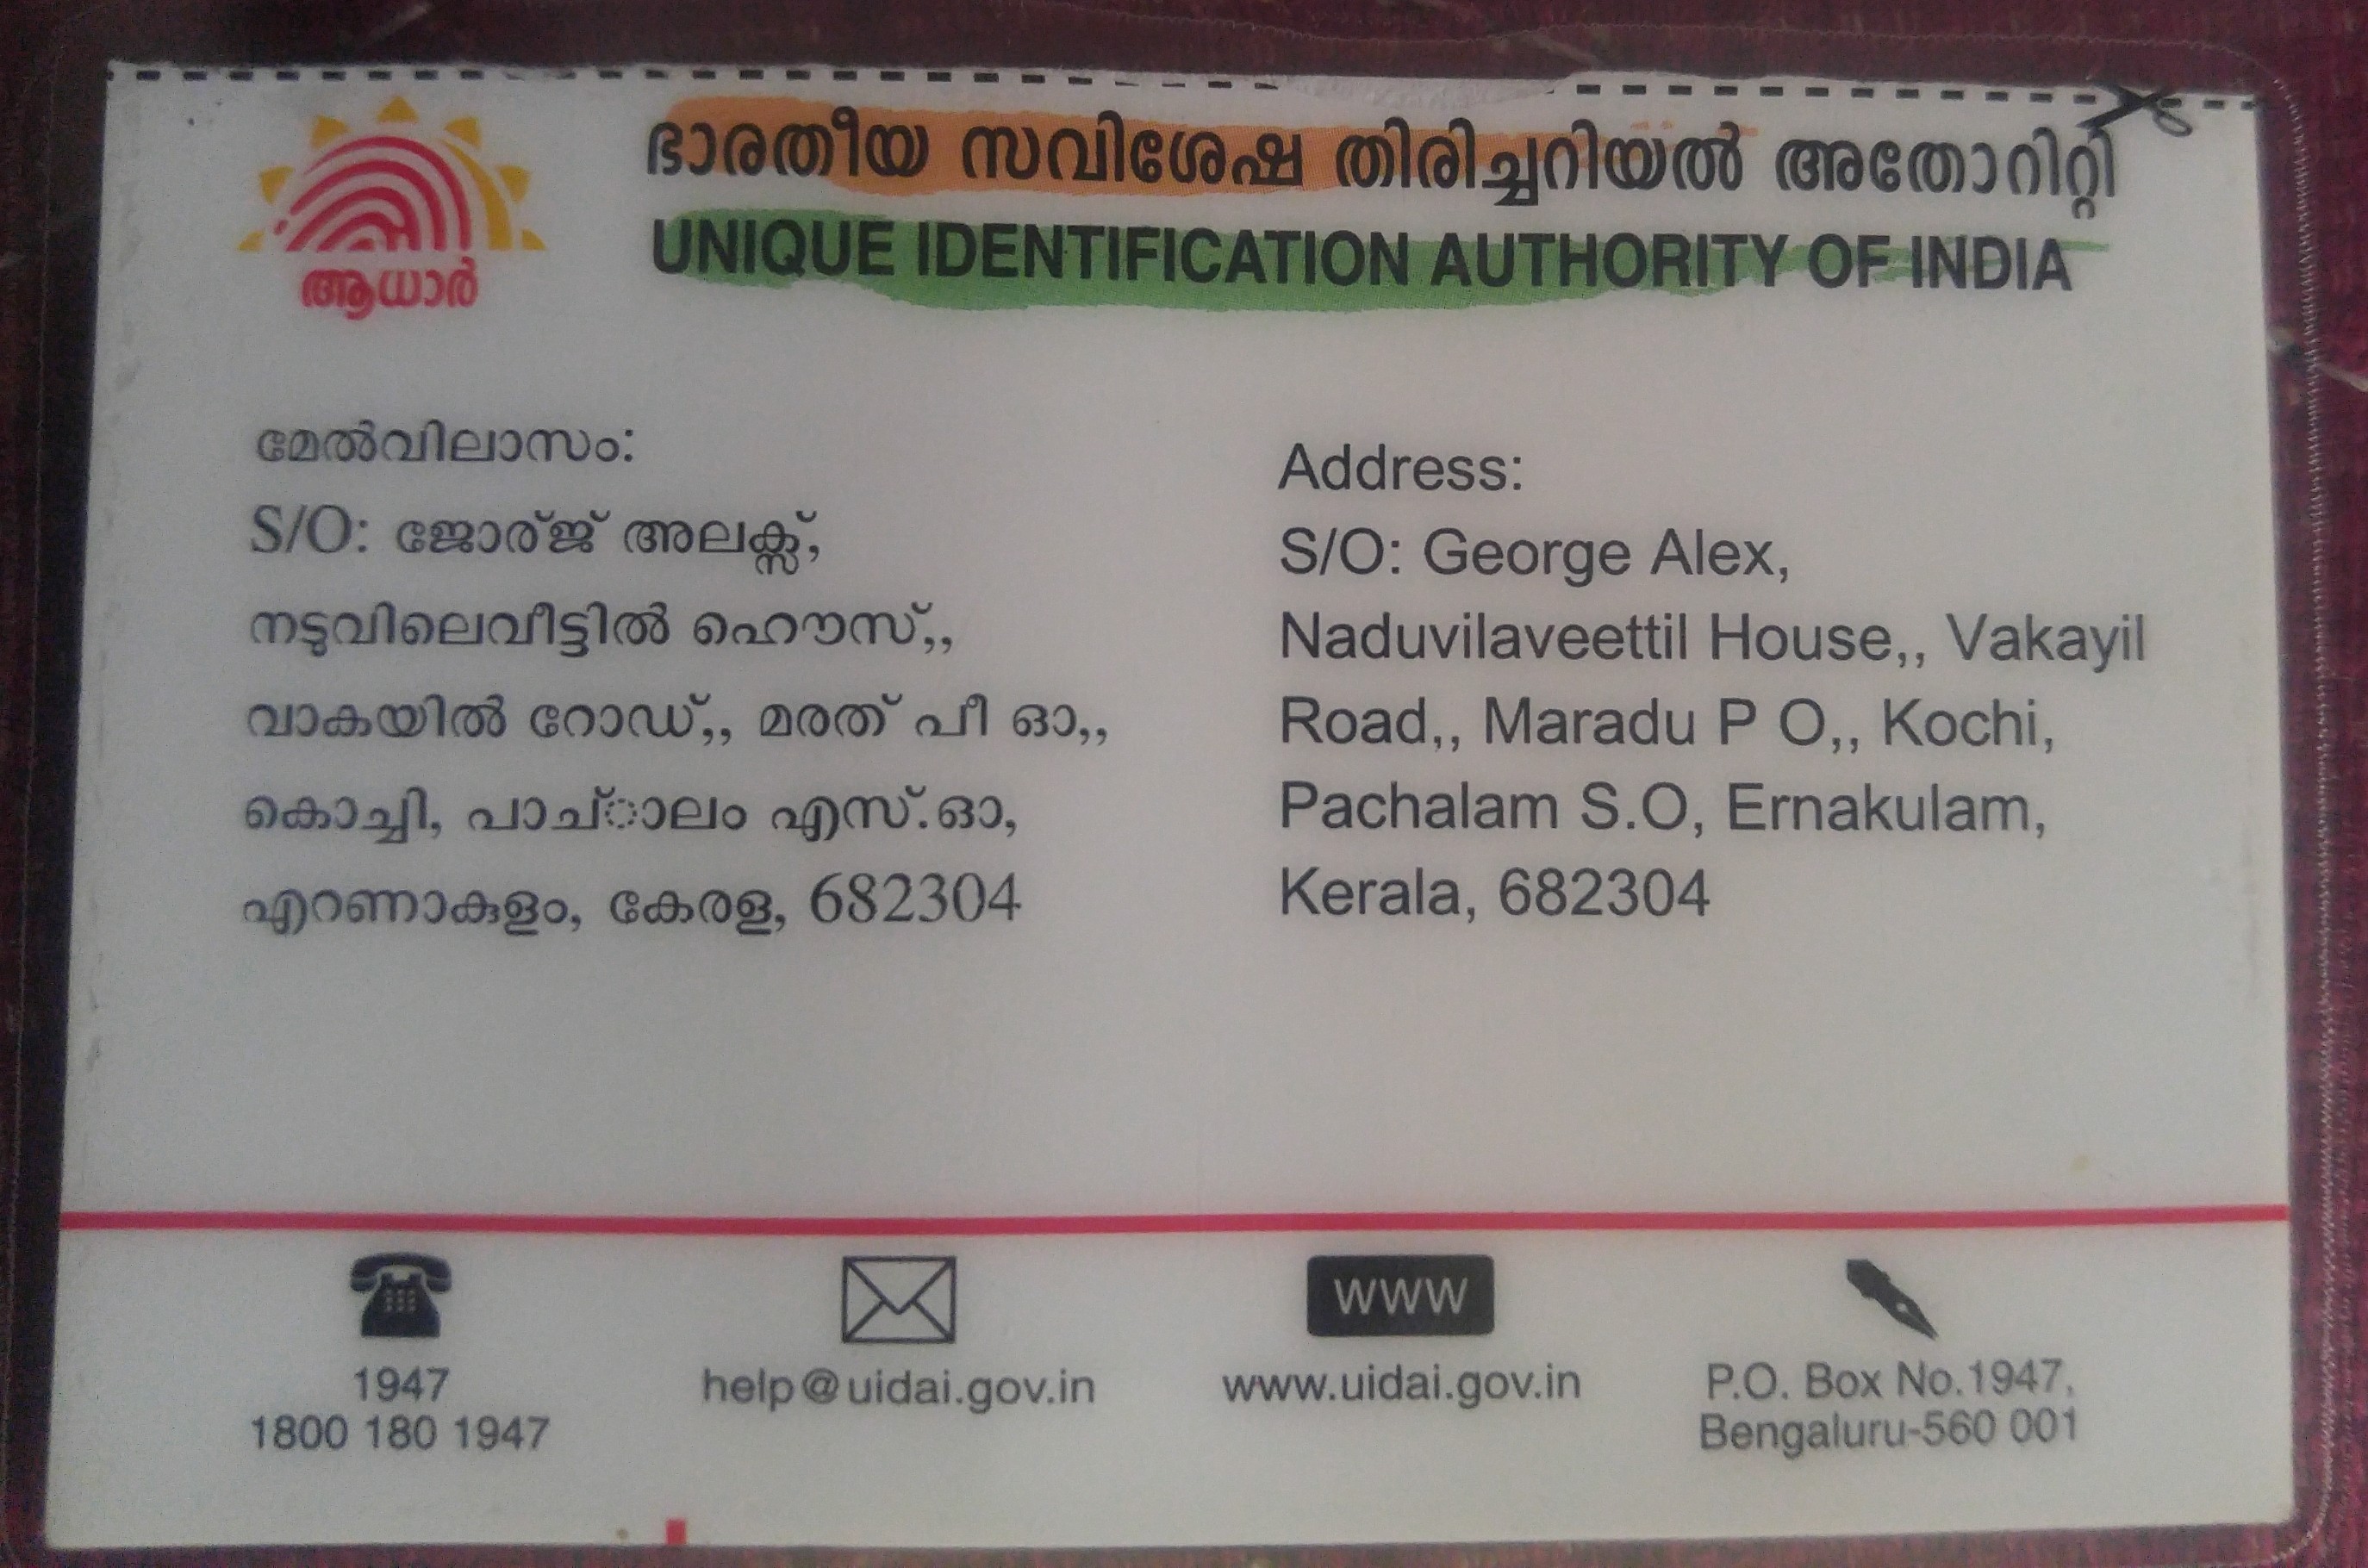 ഭാരതീയ സവിശേഷ തിരിച്ചറിയൽ അതോറിറ്റി
UNIQUE IDENTIFICATION AUTHORITY OF INDIA
ആധാർ
മേൽവിലാസം:
S/O: ജോര്ജ് അലക്സ്,
നടുവിലെവീട്ടിൽ ഹൌസ്,,
വാകയിൽ റോഡ്,, മരത് പീ ഓ,,
കൊച്ചി, പാച്ാലം എസ്.ഓ,
എറണാകുളം, കേരള, 682304
Address:
S/O: George Alex,
Naduvilaveettil House,, Vakayil
Road,, Maradu P O,, Kochi,
Pachalam S.O, Ernakulam,
Kerala, 682304
1947
1800 180 1947
help@uidai.gov.in
WWW
www.uidai.gov.in
P.O. Box No.1947,
Bengaluru-560 001